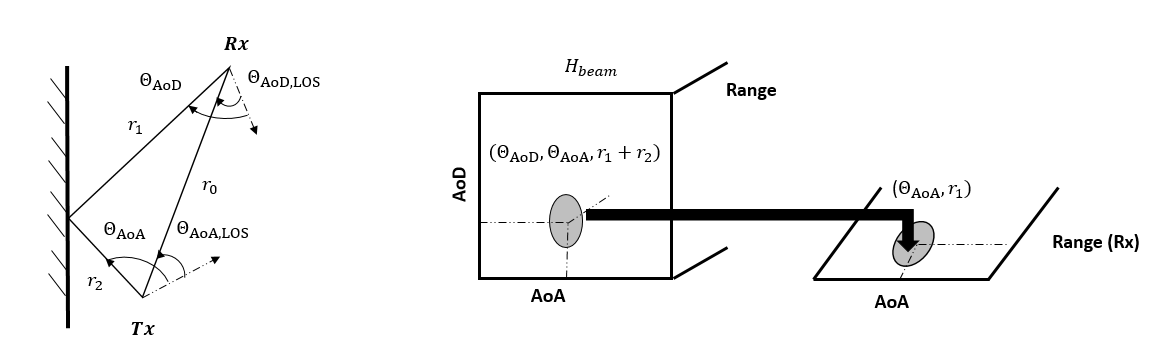 Rx
Θ_AoD
Θ_AoD,LOS
r_1
r_0
Θ_AoA
Θ_AoA,LOS
r_2
Tx
H_beam
Range
(Θ_AoD, Θ_AoA, r_1 + r_2)
AoD
AoA
(Θ_AoA, r_1)
Range (Rx)
AoA